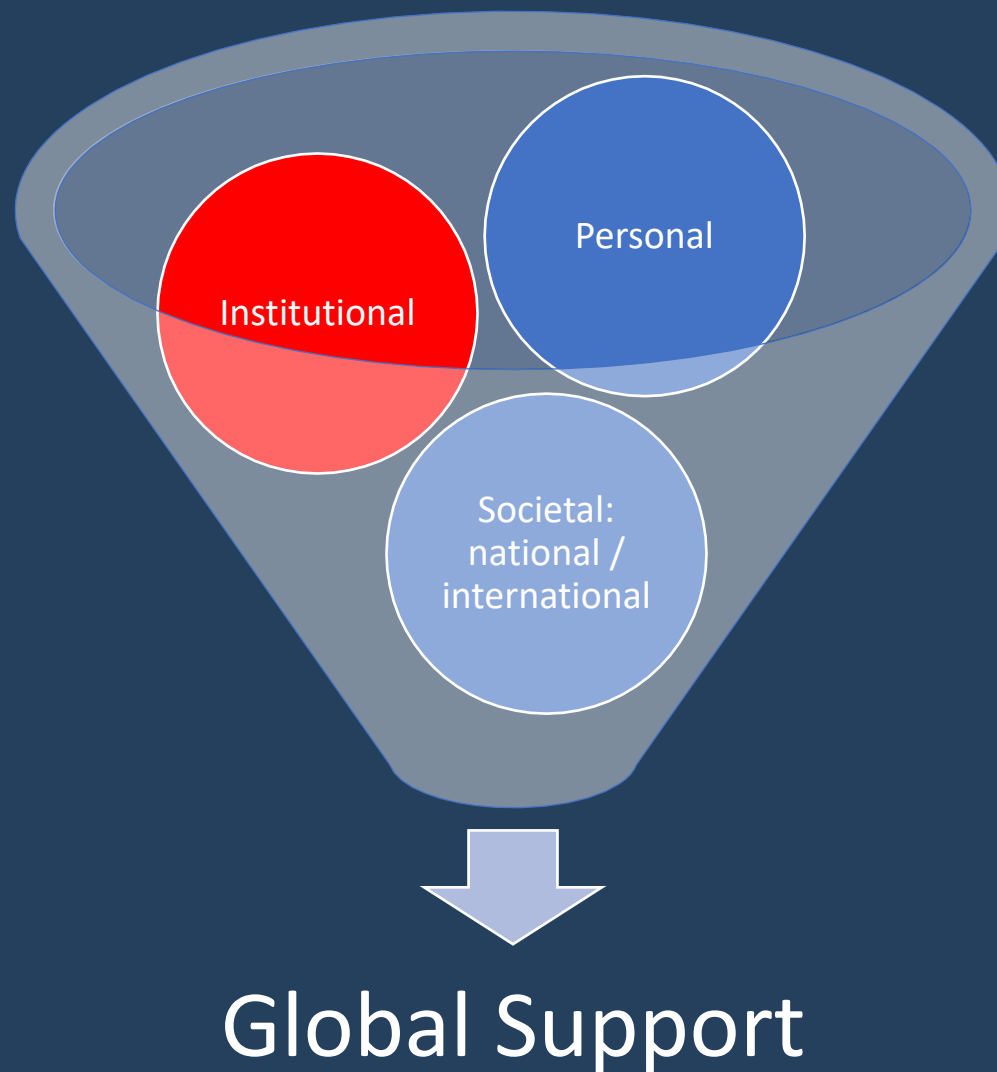 Personal
Institutional
Societal:
national /
international
Global Support